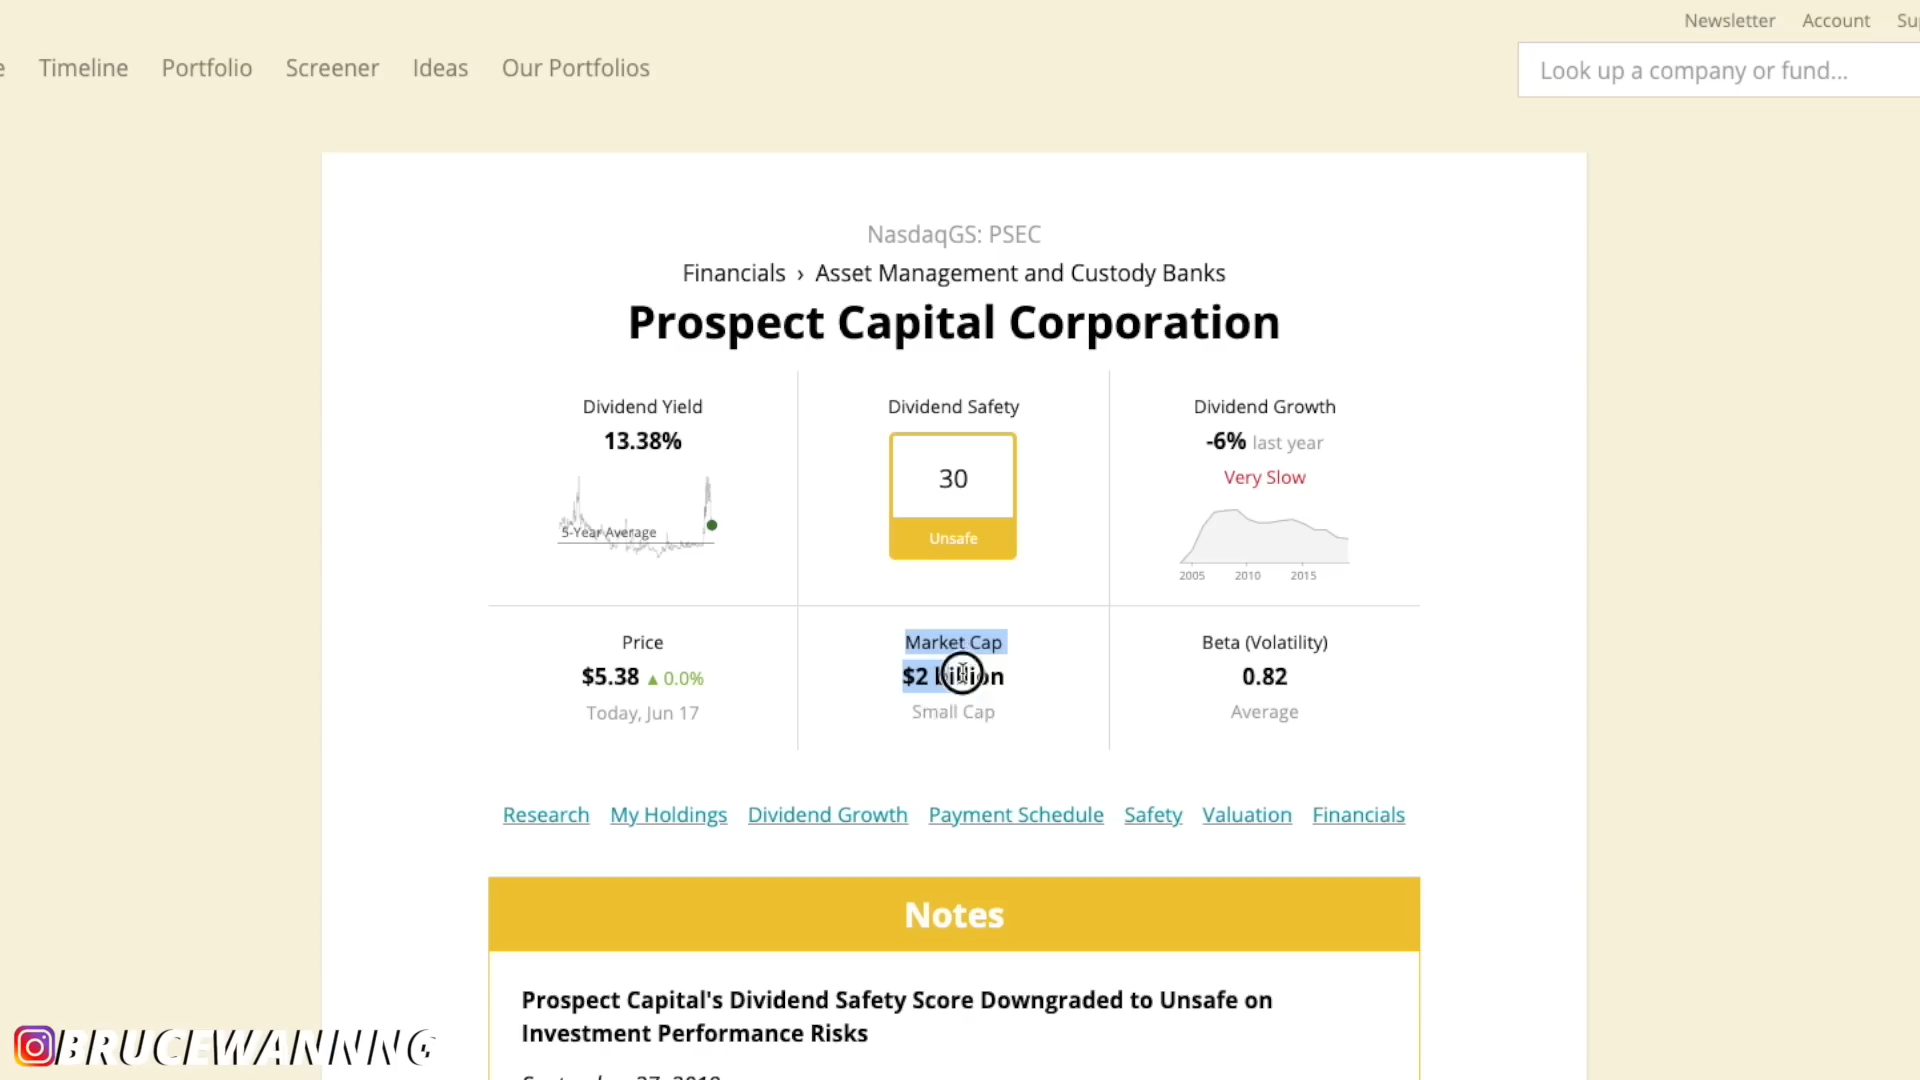 Newsletter Account Su
e Timeline Portfolio Screener Ideas Our Portfolios
Look up a company or fund...
NasdaqGS: PSEC
Financials › Asset Management and Custody Banks
Prospect Capital Corporation
Dividend Yield
13.38%
5-Year Average
Dividend Safety
30
Unsafe
Dividend Growth
-6% last year
Very Slow
2005 2010 2015
Price
$5.38 ▲ 0.0%
Today, Jun 17
Market Cap
$2 billion
Small Cap
Beta (Volatility)
0.82
Average
Research My Holdings Dividend Growth Payment Schedule Safety Valuation Financials
Notes
Prospect Capital's Dividend Safety Score Downgraded to Unsafe on
Investment Performance Risks
BRUCEWANNNG